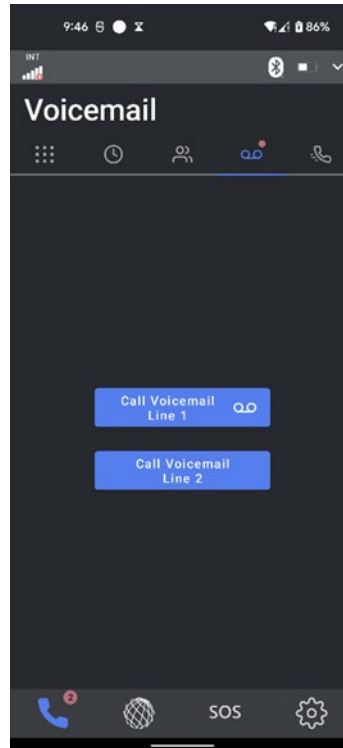 9:46 86%
INT
Voicemail
Call Voicemail
Line 1
Call Voicemail
Line 2
2
SOS